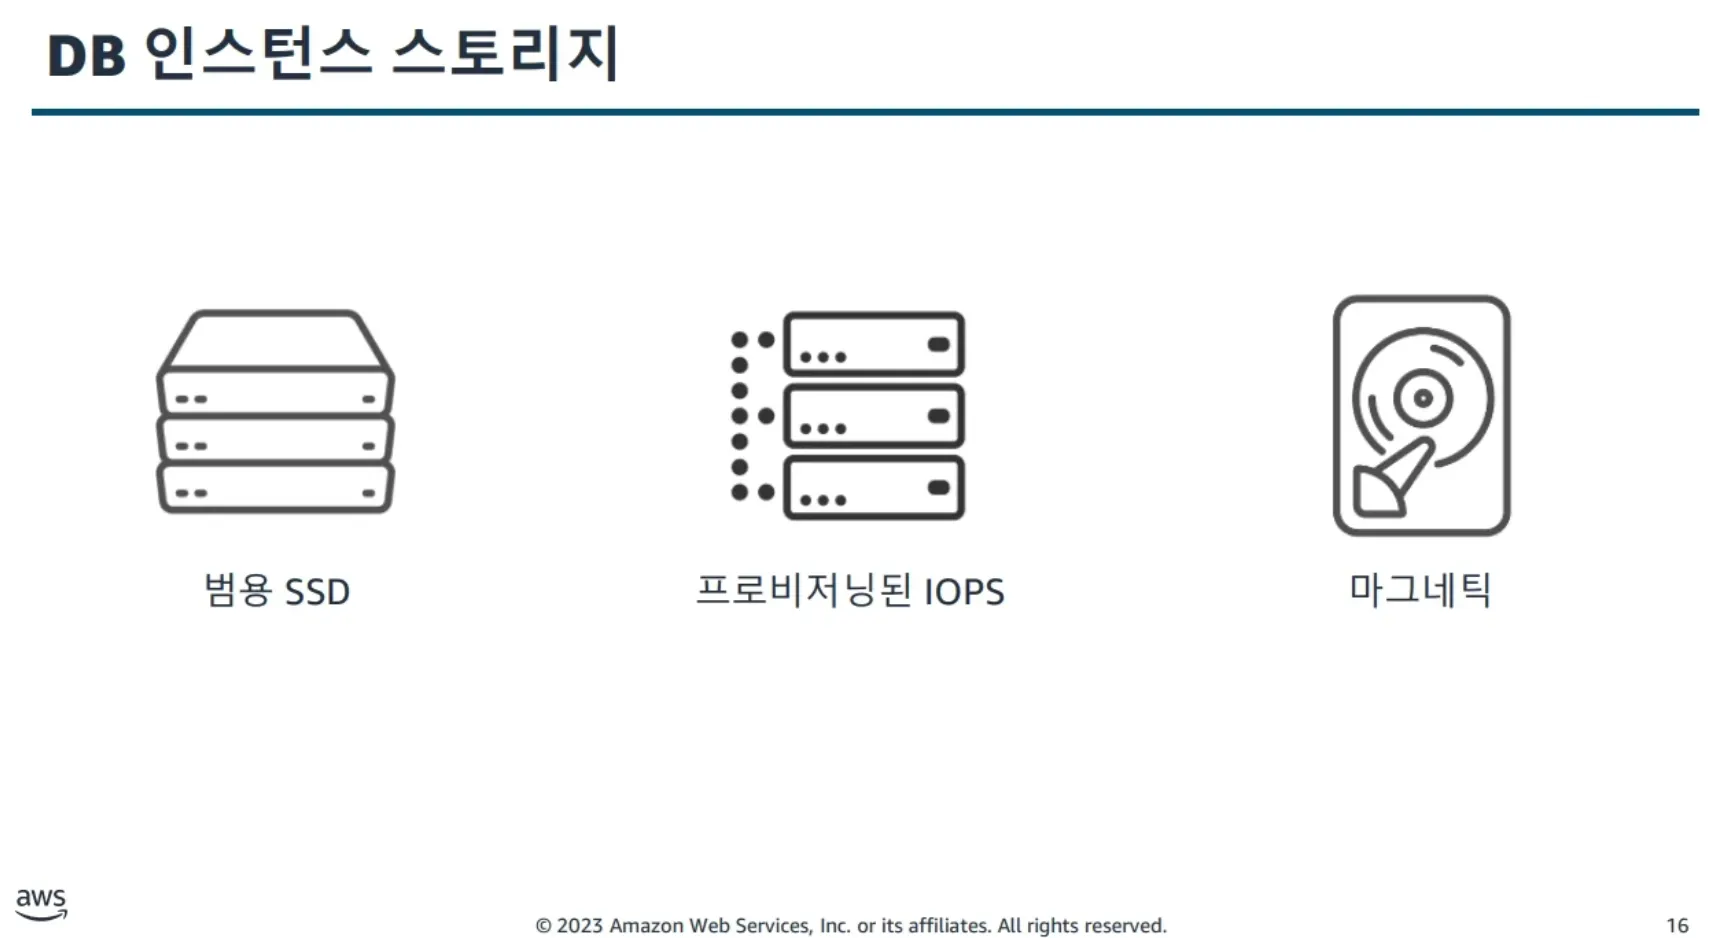 DB 인스턴스 스토리지
범용 SSD
프로비저닝된 IOPS
마그네틱
aws
© 2023 Amazon Web Services, Inc. or its affiliates. All rights reserved.
16